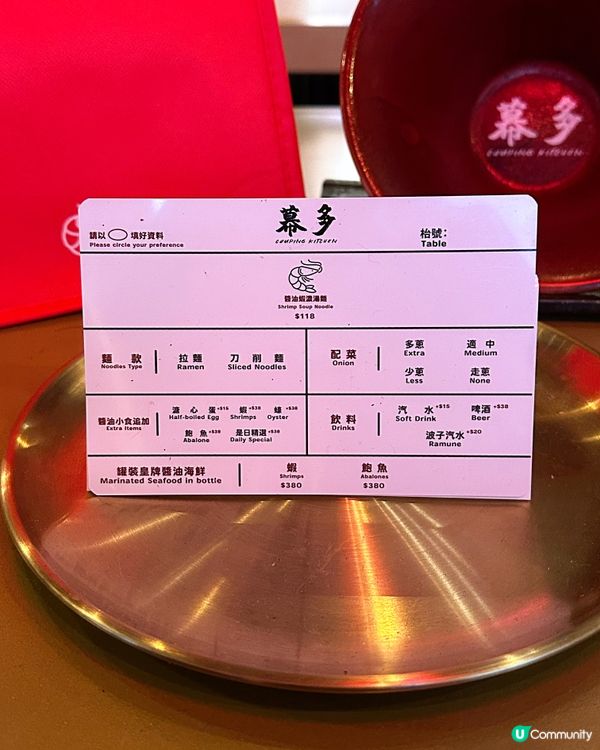 幕多
CAMPING KITCHEN
請以 填好資料
Please circle your preference
幕多
CAMPING KITCHEN
枱號：
Table
醬油蝦濃湯麵
Shrimp Soup Noodle
$118
麵款
Noodles Type
拉麵
Ramen
刀削麵
Sliced Noodles
配菜
Onion
多蔥
Extra
適中
Medium
少蔥
Less
走蔥
None
醬油小食追加
Extra Items
溏心蛋+$15
Half-boiled Egg
蝦+$38
Shrimps
蠔+$38
Oyster
鮑魚+$38
Abalone
是日精選+$38
Daily Special
飲料
Drinks
汽水+$15
Soft Drink
啤酒+$38
Beer
波子汽水+$20
Ramune
罐裝皇牌醬油海鮮
Marinated Seafood in bottle
蝦
Shrimps
$380
鮑魚
Abalones
$380
U Community